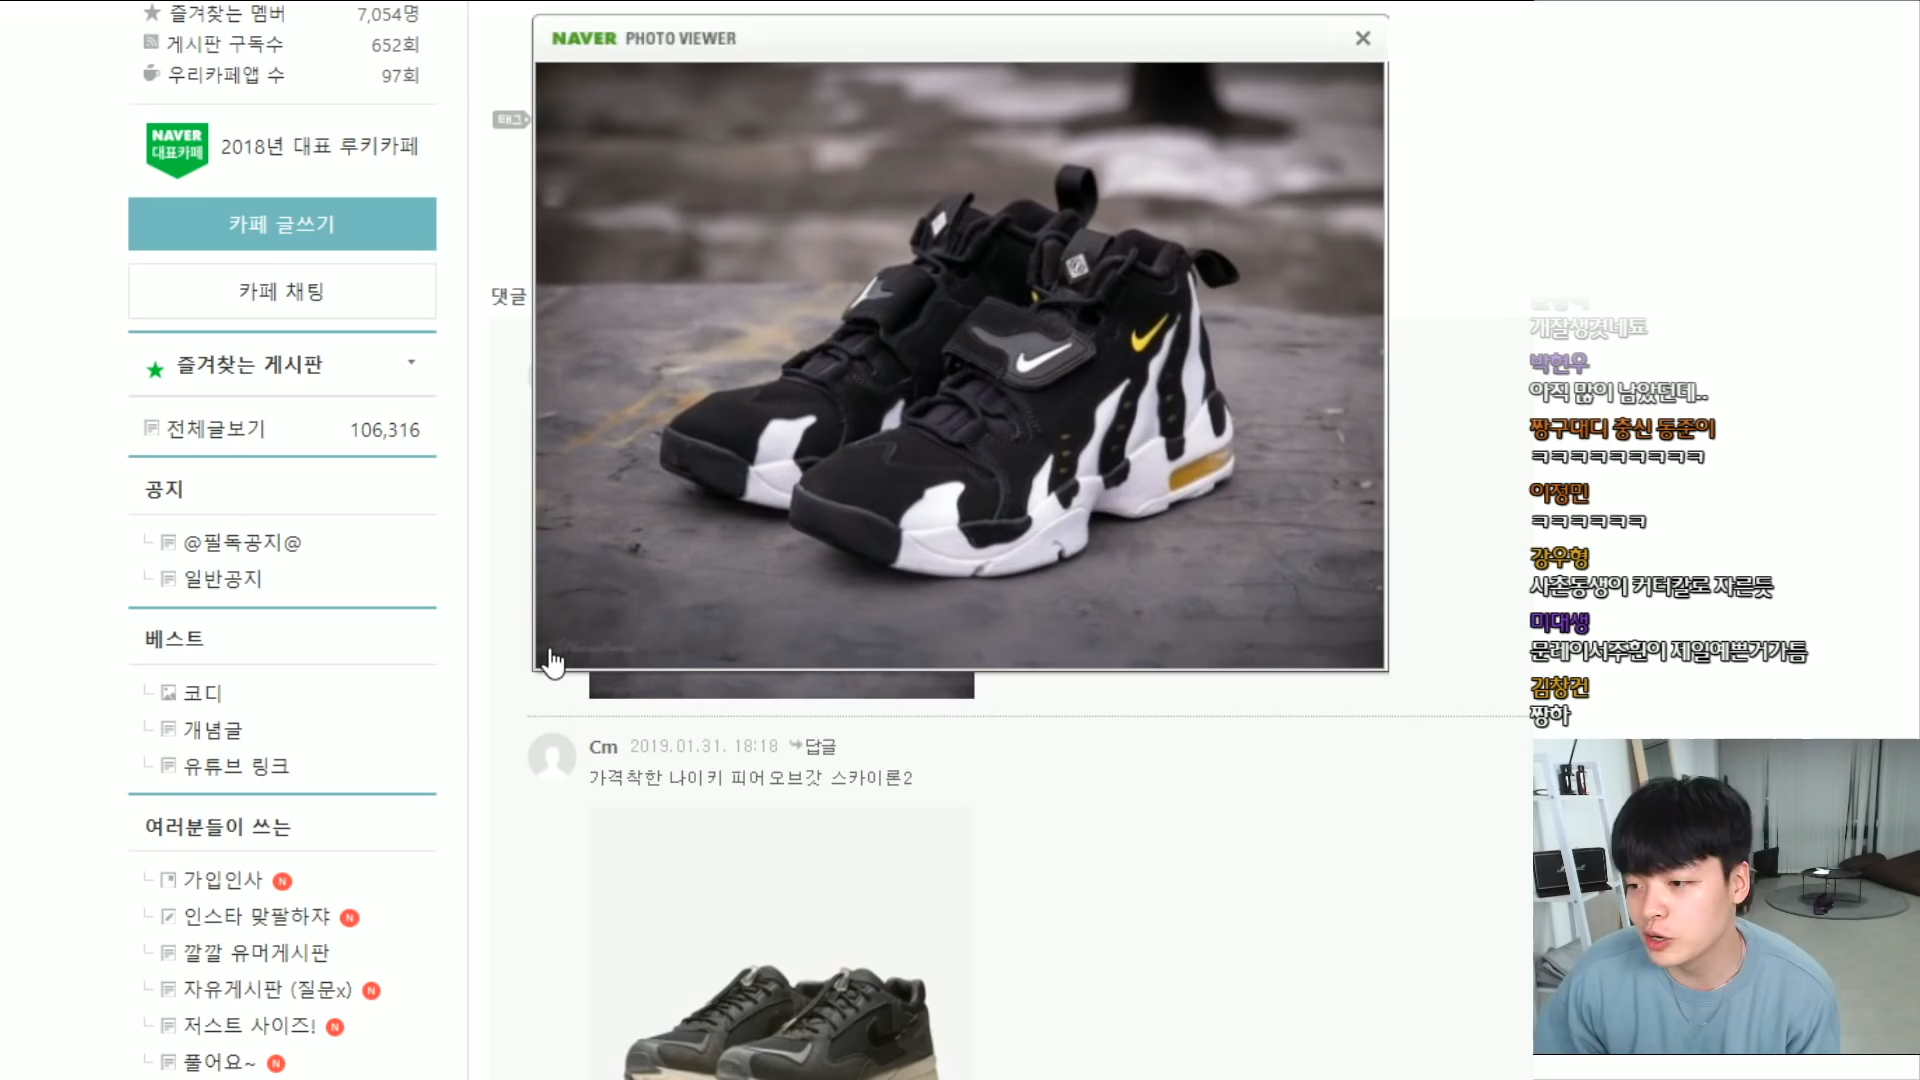 즐겨찾는 멤버 7,054명
게시판 구독수 652회
우리카페앱 수 97회
NAVER
대표카페
2018년 대표 루키카페
카페 글쓰기
카페 채팅
즐겨찾는 게시판
전체글보기 106,316
공지
@필독공지@
일반공지
베스트
코디
개념글
유튜브 링크
여러분들이 쓰는
가입인사 N
인스타 맞팔하쟈 N
깔깔 유머게시판
자유게시판 (질문x) N
저스트 사이즈! N
풀어요~ N
NAVER PHOTO VIEWER
태그
댓글
Cm 2019.01.31. 18:18 답글
가격착한 나이키 피어오브갓 스카이론2
개잘생겻네툐
박현우
아직 많이 남았던데..
짱구대디 충신 동준이
ㅋㅋㅋㅋㅋㅋㅋㅋㅋ
이정민
ㅋㅋㅋㅋㅋㅋ
강우형
사촌동생이 커터칼로 자른듯
미대생
문레이서주황이 제일예쁜거가틈
김창건
짱하